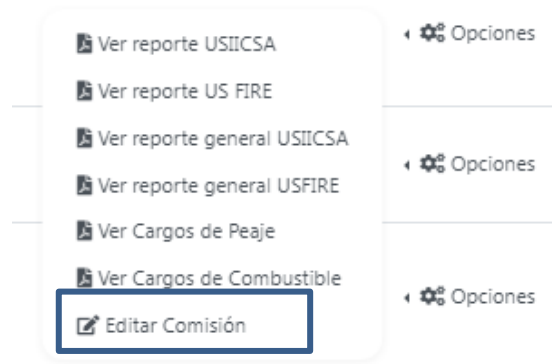 Ver reporte USIICSA
Opciones
Ver reporte US FIRE
Ver reporte general USIICSA
Opciones
Ver reporte general USFIRE
Ver Cargos de Peaje
Ver Cargos de Combustible
Opciones
Editar Comisión